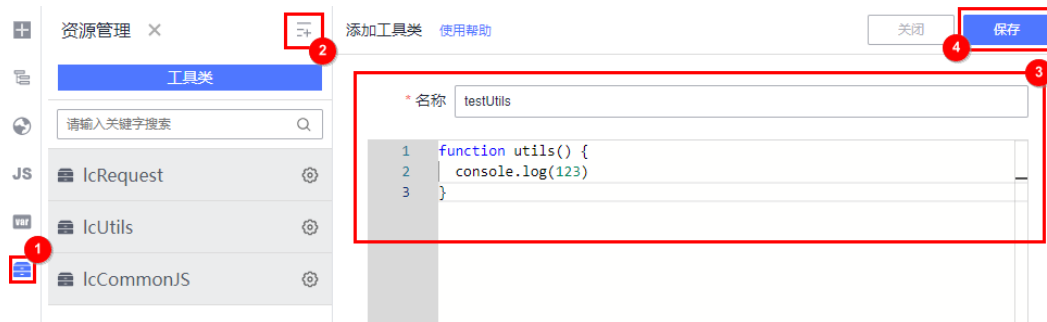 资源管理
添加工具类 使用帮助
关闭
保存
2
4
3
工具类
* 名称 testUtils
请输入关键字搜索
1 function utils() {
2 console.log(123)
3 }
JS
lcRequest
var
lcUtils
1
lcCommonJS